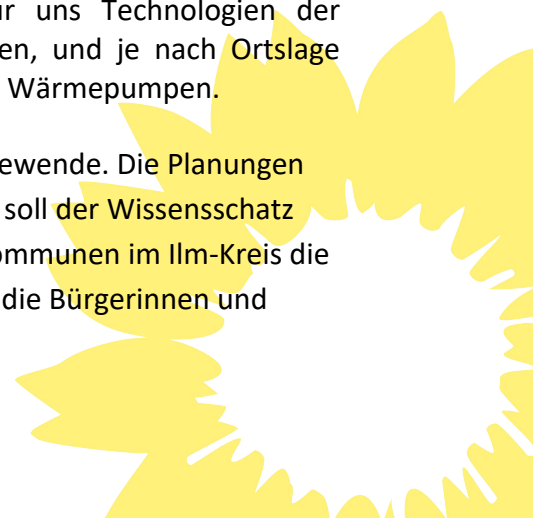 uns Technologien der
en, und je nach Ortslage
Wärmepumpen.
ewende. Die Planungen
soll der Wissensschatz
ommunen im Ilm-Kreis die
die Bürgerinnen und